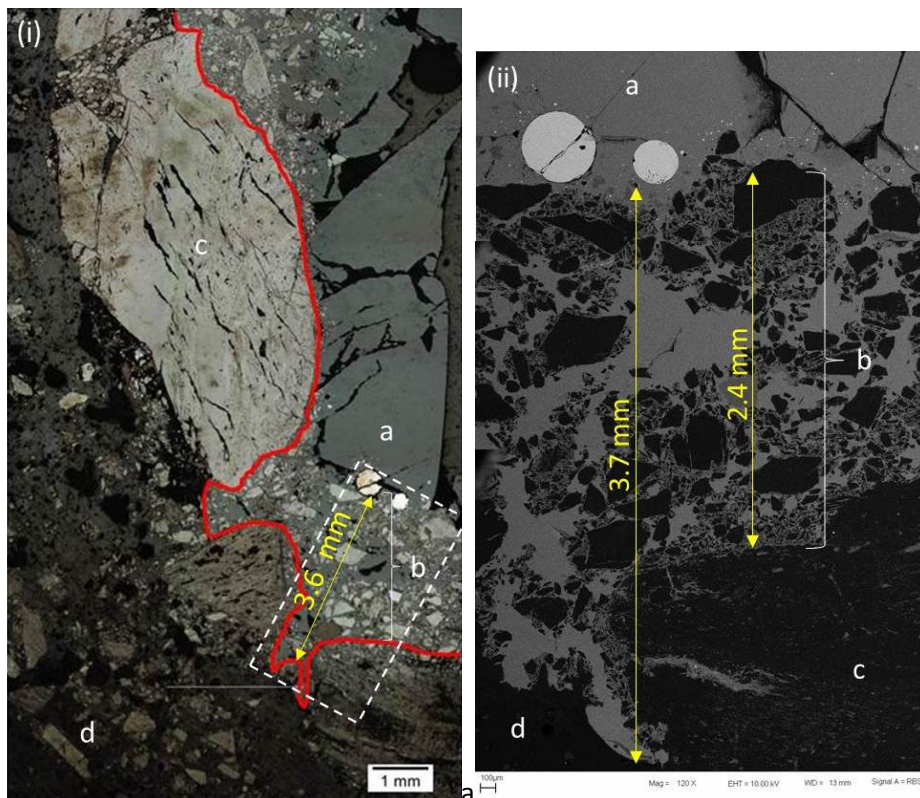 (i)
c
a
b
3.6 mm
d
1 mm
(ii)
a
b
2.4 mm
3.7 mm
c
d
a
100µm
Mag = 120 X
EHT = 10.00 kV
WD = 13 mm
Signal A = RBS